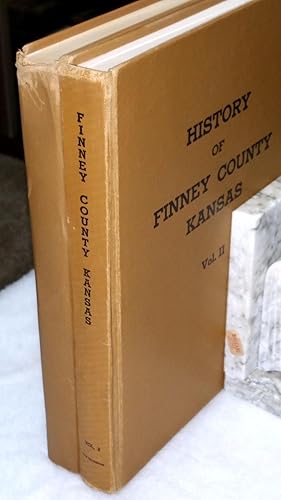 HISTORY
OF
FINNEY COUNTY
KANSAS
Vol. II
FINNEY COUNTY KANSAS